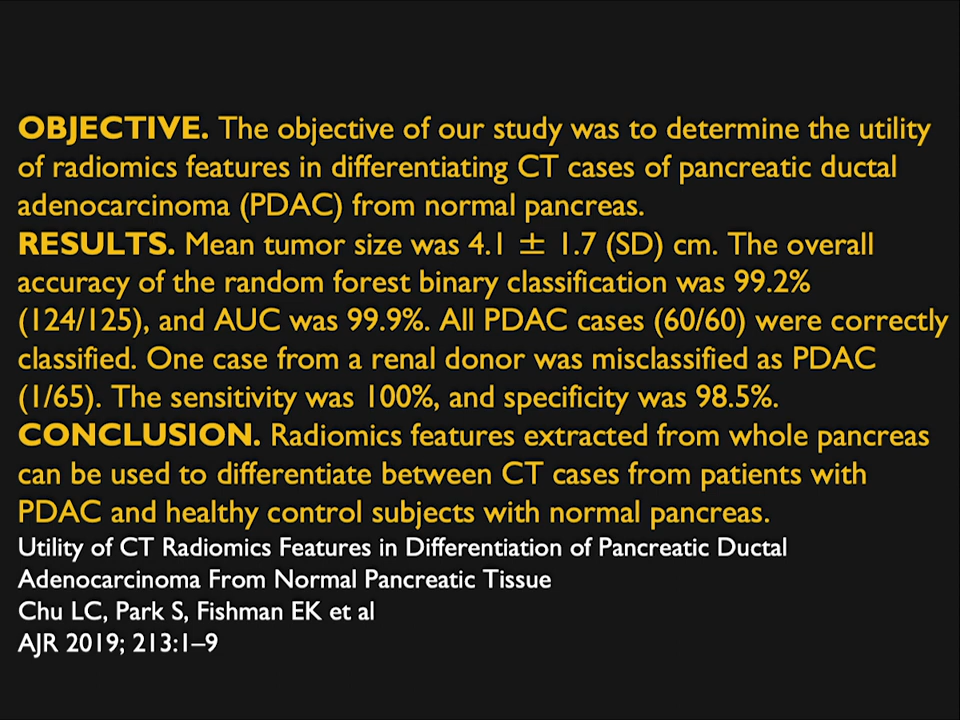 OBJECTIVE. The objective of our study was to determine the utility
of radiomics features in differentiating CT cases of pancreatic ductal
adenocarcinoma (PDAC) from normal pancreas.
RESULTS. Mean tumor size was 4.1 ± 1.7 (SD) cm. The overall
accuracy of the random forest binary classification was 99.2%
(124/125), and AUC was 99.9%. All PDAC cases (60/60) were correctly
classified. One case from a renal donor was misclassified as PDAC
(1/65). The sensitivity was 100%, and specificity was 98.5%.
CONCLUSION. Radiomics features extracted from whole pancreas
can be used to differentiate between CT cases from patients with
PDAC and healthy control subjects with normal pancreas.
Utility of CT Radiomics Features in Differentiation of Pancreatic Ductal
Adenocarcinoma From Normal Pancreatic Tissue
Chu LC, Park S, Fishman EK et al
AJR 2019; 213:1–9